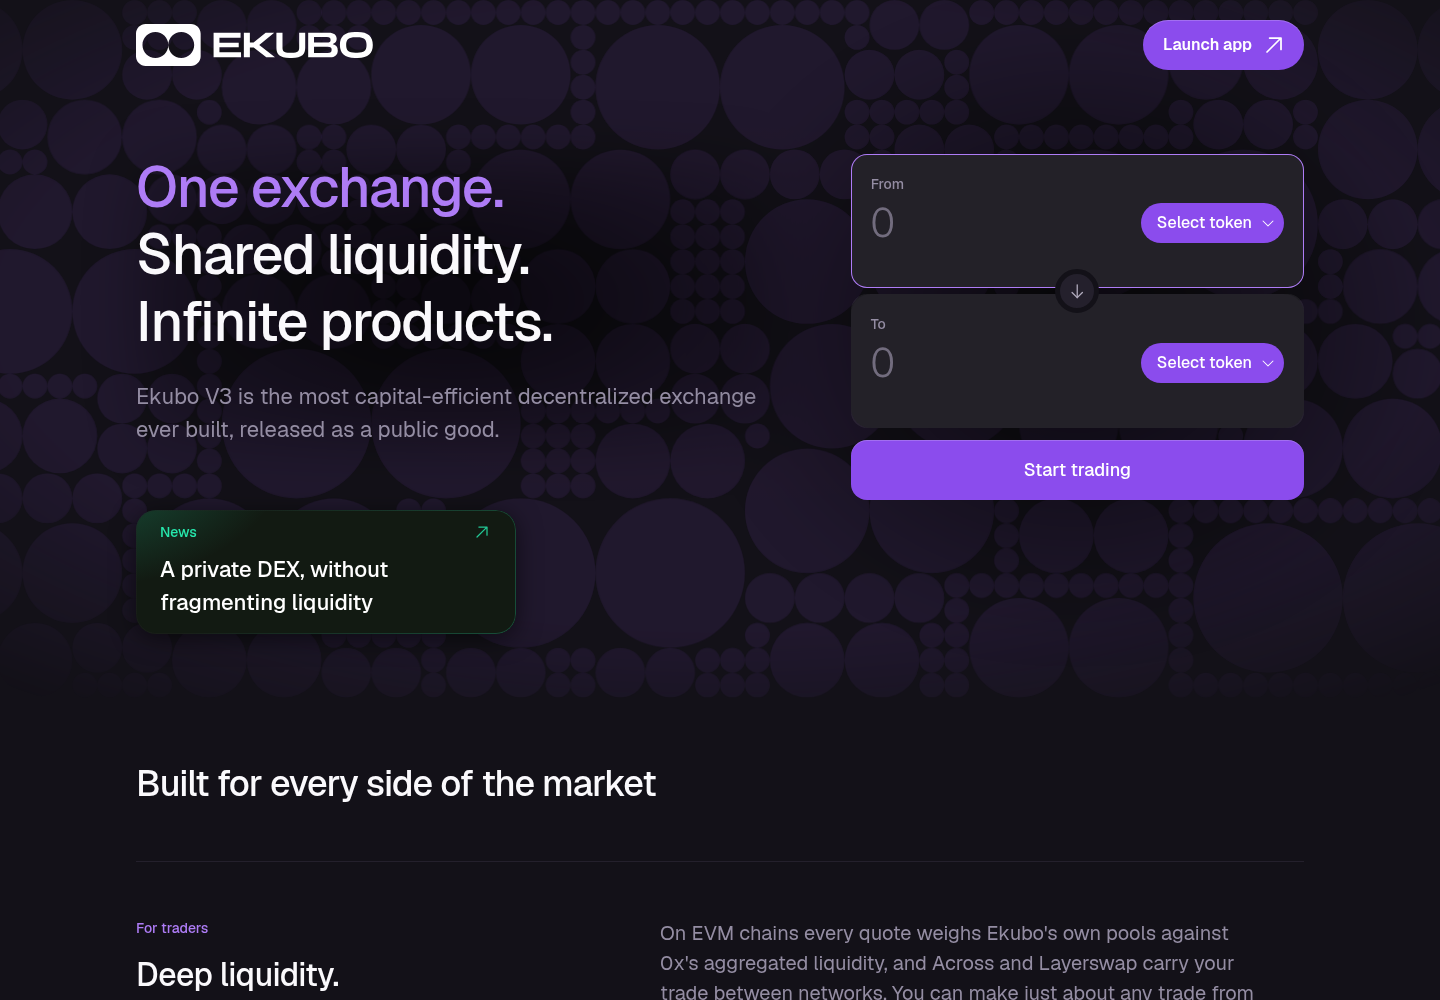 EKUBO
Launch app
One exchange.
Shared liquidity.
Infinite products.
Ekubo V3 is the most capital-efficient decentralized exchange
ever built, released as a public good.
From
0
Select token
To
0
Select token
Start trading
News
A private DEX, without
fragmenting liquidity
Built for every side of the market
For traders
Deep liquidity.
On EVM chains every quote weighs Ekubo's own pools against
0x's aggregated liquidity, and Across and Layerswap carry your
trade between networks. You can make just about any trade from